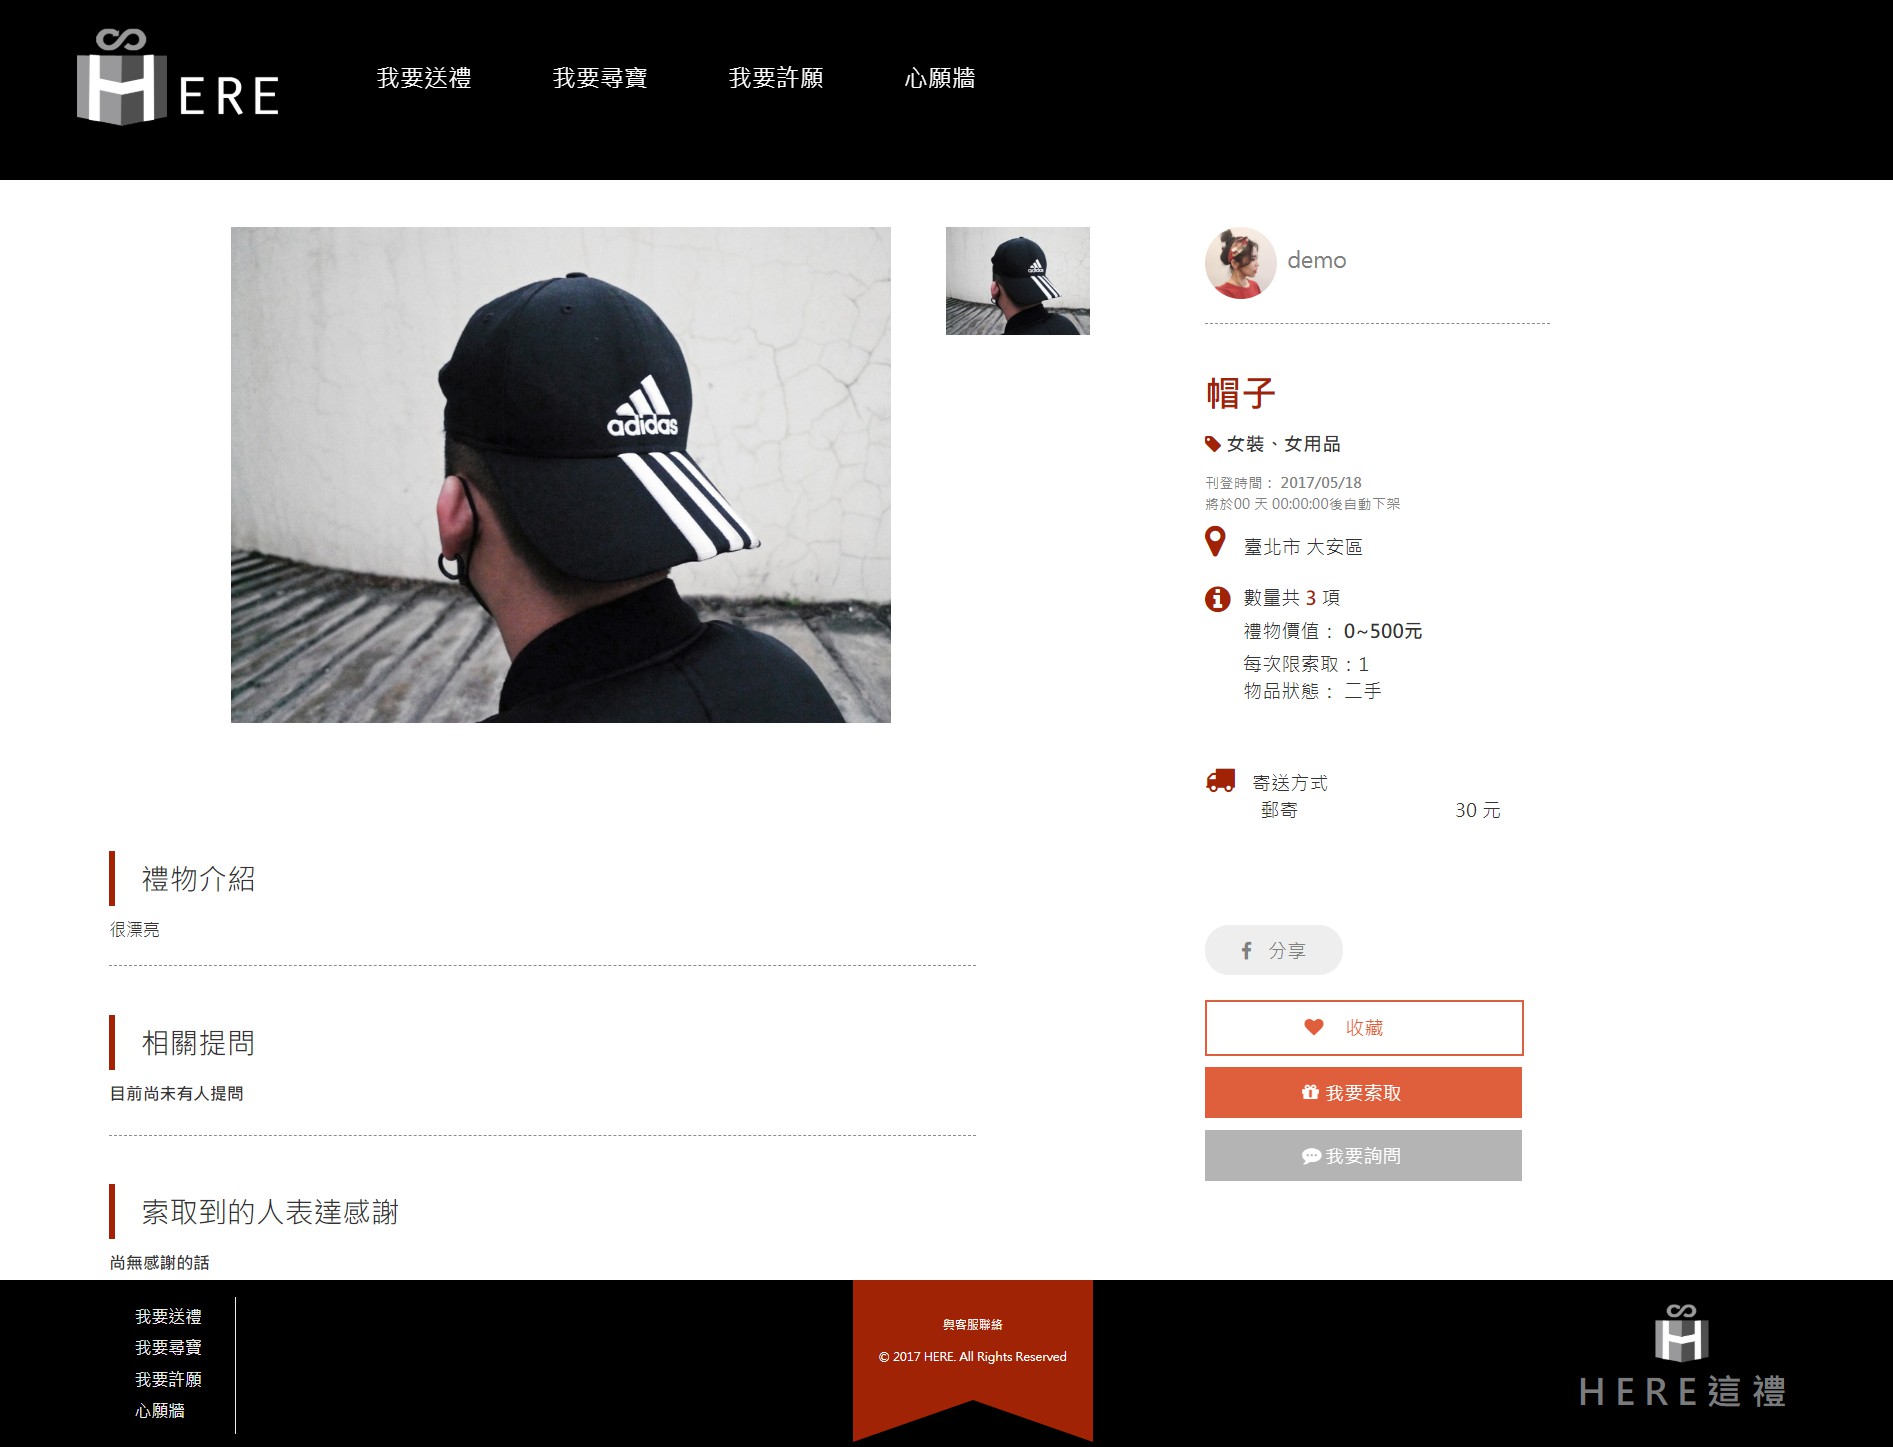 HERE
我要送禮
我要尋寶
我要許願
心願牆
adidas
adidas
demo
帽子
女裝、女用品
刊登時間： 2017/05/18
將於00 天 00:00:00後自動下架
臺北市 大安區
數量共 3 項
禮物價值： 0~500元
每次限索取：1
物品狀態： 二手
寄送方式
郵寄 30 元
分享
收藏
我要索取
我要詢問
禮物介紹
很漂亮
相關提問
目前尚未有人提問
索取到的人表達感謝
尚無感謝的話
我要送禮
我要尋寶
我要許願
心願牆
與客服聯絡
© 2017 HERE. All Rights Reserved
H
HERE這禮